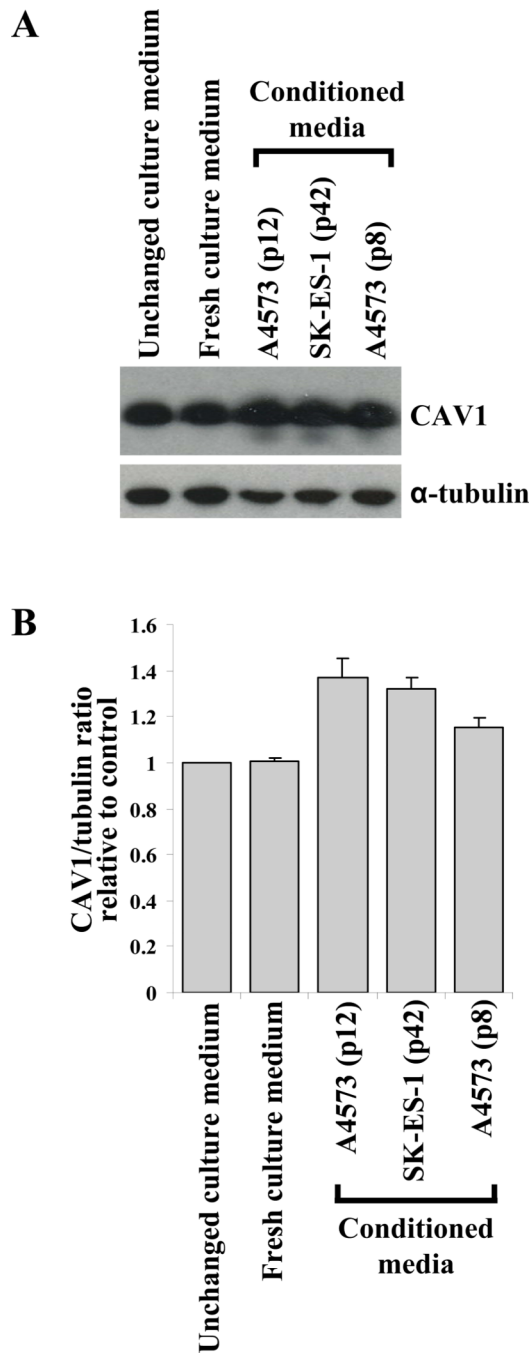 A
Unchanged culture medium
Fresh culture medium
Conditioned
media
A4573 (p12)
SK-ES-1 (p42)
A4573 (p8)
CAV1
α-tubulin
B
CAV1/tubulin ratio
relative to control
1.6
1.4
1.2
1
0.8
0.6
0.4
0.2
0
Unchanged culture medium
Fresh culture medium
A4573 (p12)
SK-ES-1 (p42)
A4573 (p8)
Conditioned
media